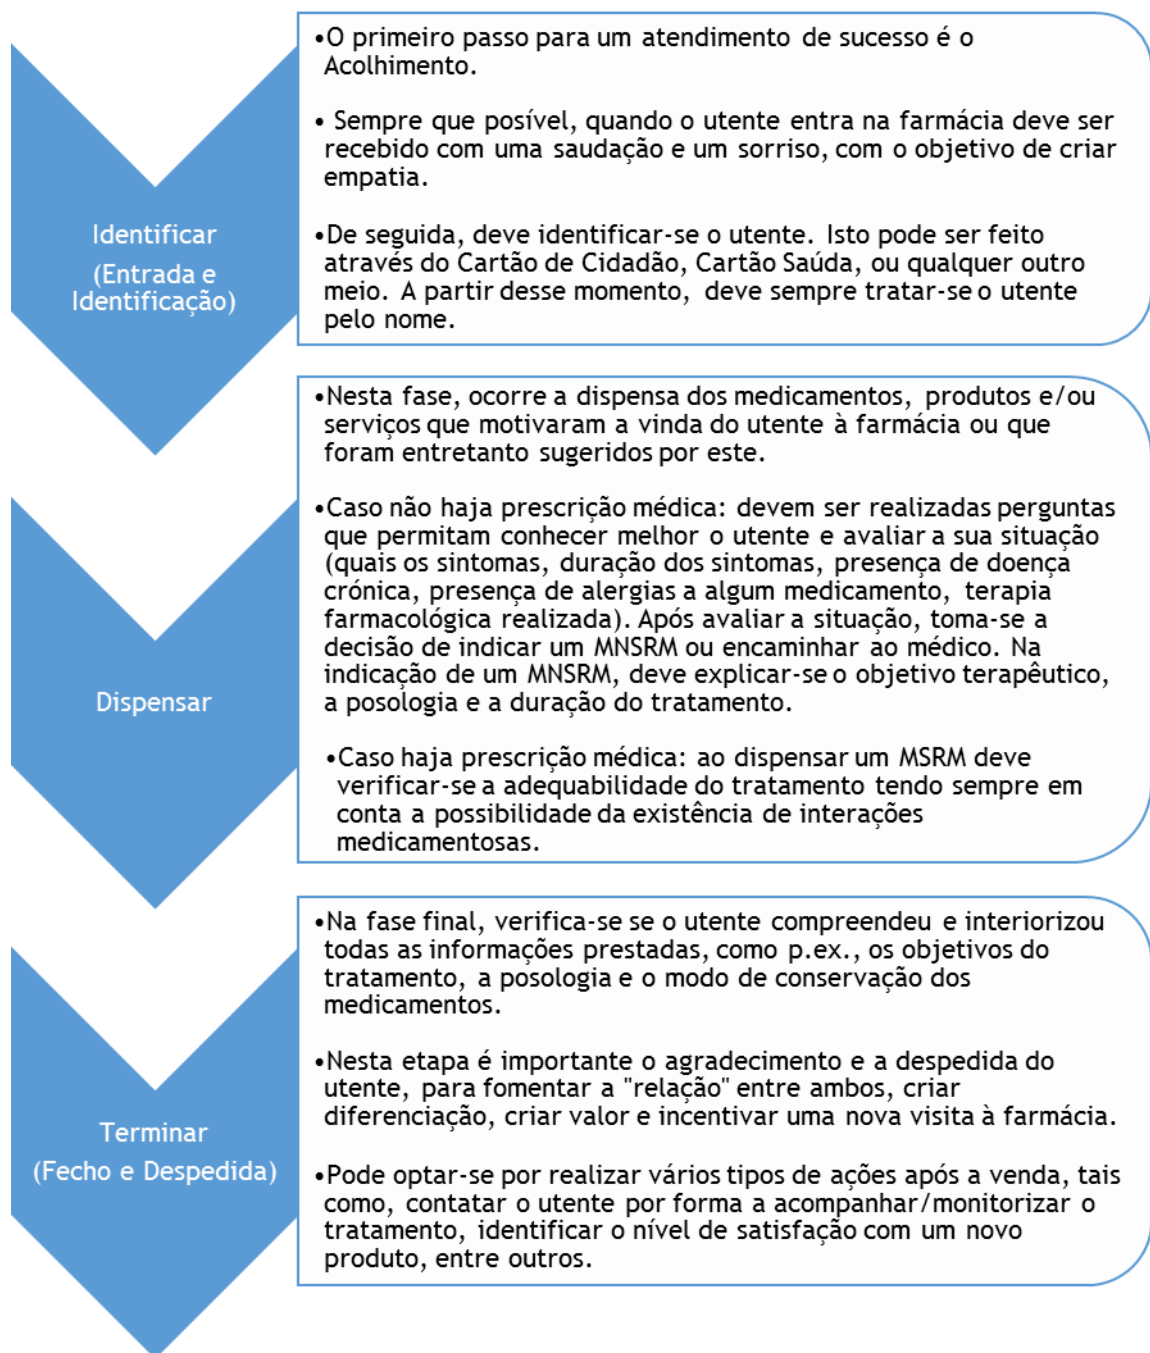 Identificar
(Entrada e
Identificação)
•O primeiro passo para um atendimento de sucesso é o
Acolhimento.
• Sempre que posível, quando o utente entra na farmácia deve ser
recebido com uma saudação e um sorriso, com o objetivo de criar
empatia.
•De seguida, deve identificar-se o utente. Isto pode ser feito
através do Cartão de Cidadão, Cartão Saúda, ou qualquer outro
meio. A partir desse momento, deve sempre tratar-se o utente
pelo nome.
Dispensar
•Nesta fase, ocorre a dispensa dos medicamentos, produtos e/ou
serviços que motivaram a vinda do utente à farmácia ou que
foram entretanto sugeridos por este.
•Caso não haja prescrição médica: devem ser realizadas perguntas
que permitam conhecer melhor o utente e avaliar a sua situação
(quais os sintomas, duração dos sintomas, presença de doença
crónica, presença de alergias a algum medicamento, terapia
farmacológica realizada). Após avaliar a situação, toma-se a
decisão de indicar um MNSRM ou encaminhar ao médico. Na
indicação de um MNSRM, deve explicar-se o objetivo terapêutico,
a posologia e a duração do tratamento.
•Caso haja prescrição médica: ao dispensar um MSRM deve
verificar-se a adequabilidade do tratamento tendo sempre em
conta a possibilidade da existência de interações
medicamentosas.
Terminar
(Fecho e Despedida)
•Na fase final, verifica-se se o utente compreendeu e interiorizou
todas as informações prestadas, como p.ex., os objetivos do
tratamento, a posologia e o modo de conservação dos
medicamentos.
•Nesta etapa é importante o agradecimento e a despedida do
utente, para fomentar a "relação" entre ambos, criar
diferenciação, criar valor e incentivar uma nova visita à farmácia.
•Pode optar-se por realizar vários tipos de ações após a venda, tais
como, contatar o utente por forma a acompanhar/monitorizar o
tratamento, identificar o nível de satisfação com um novo
produto, entre outros.